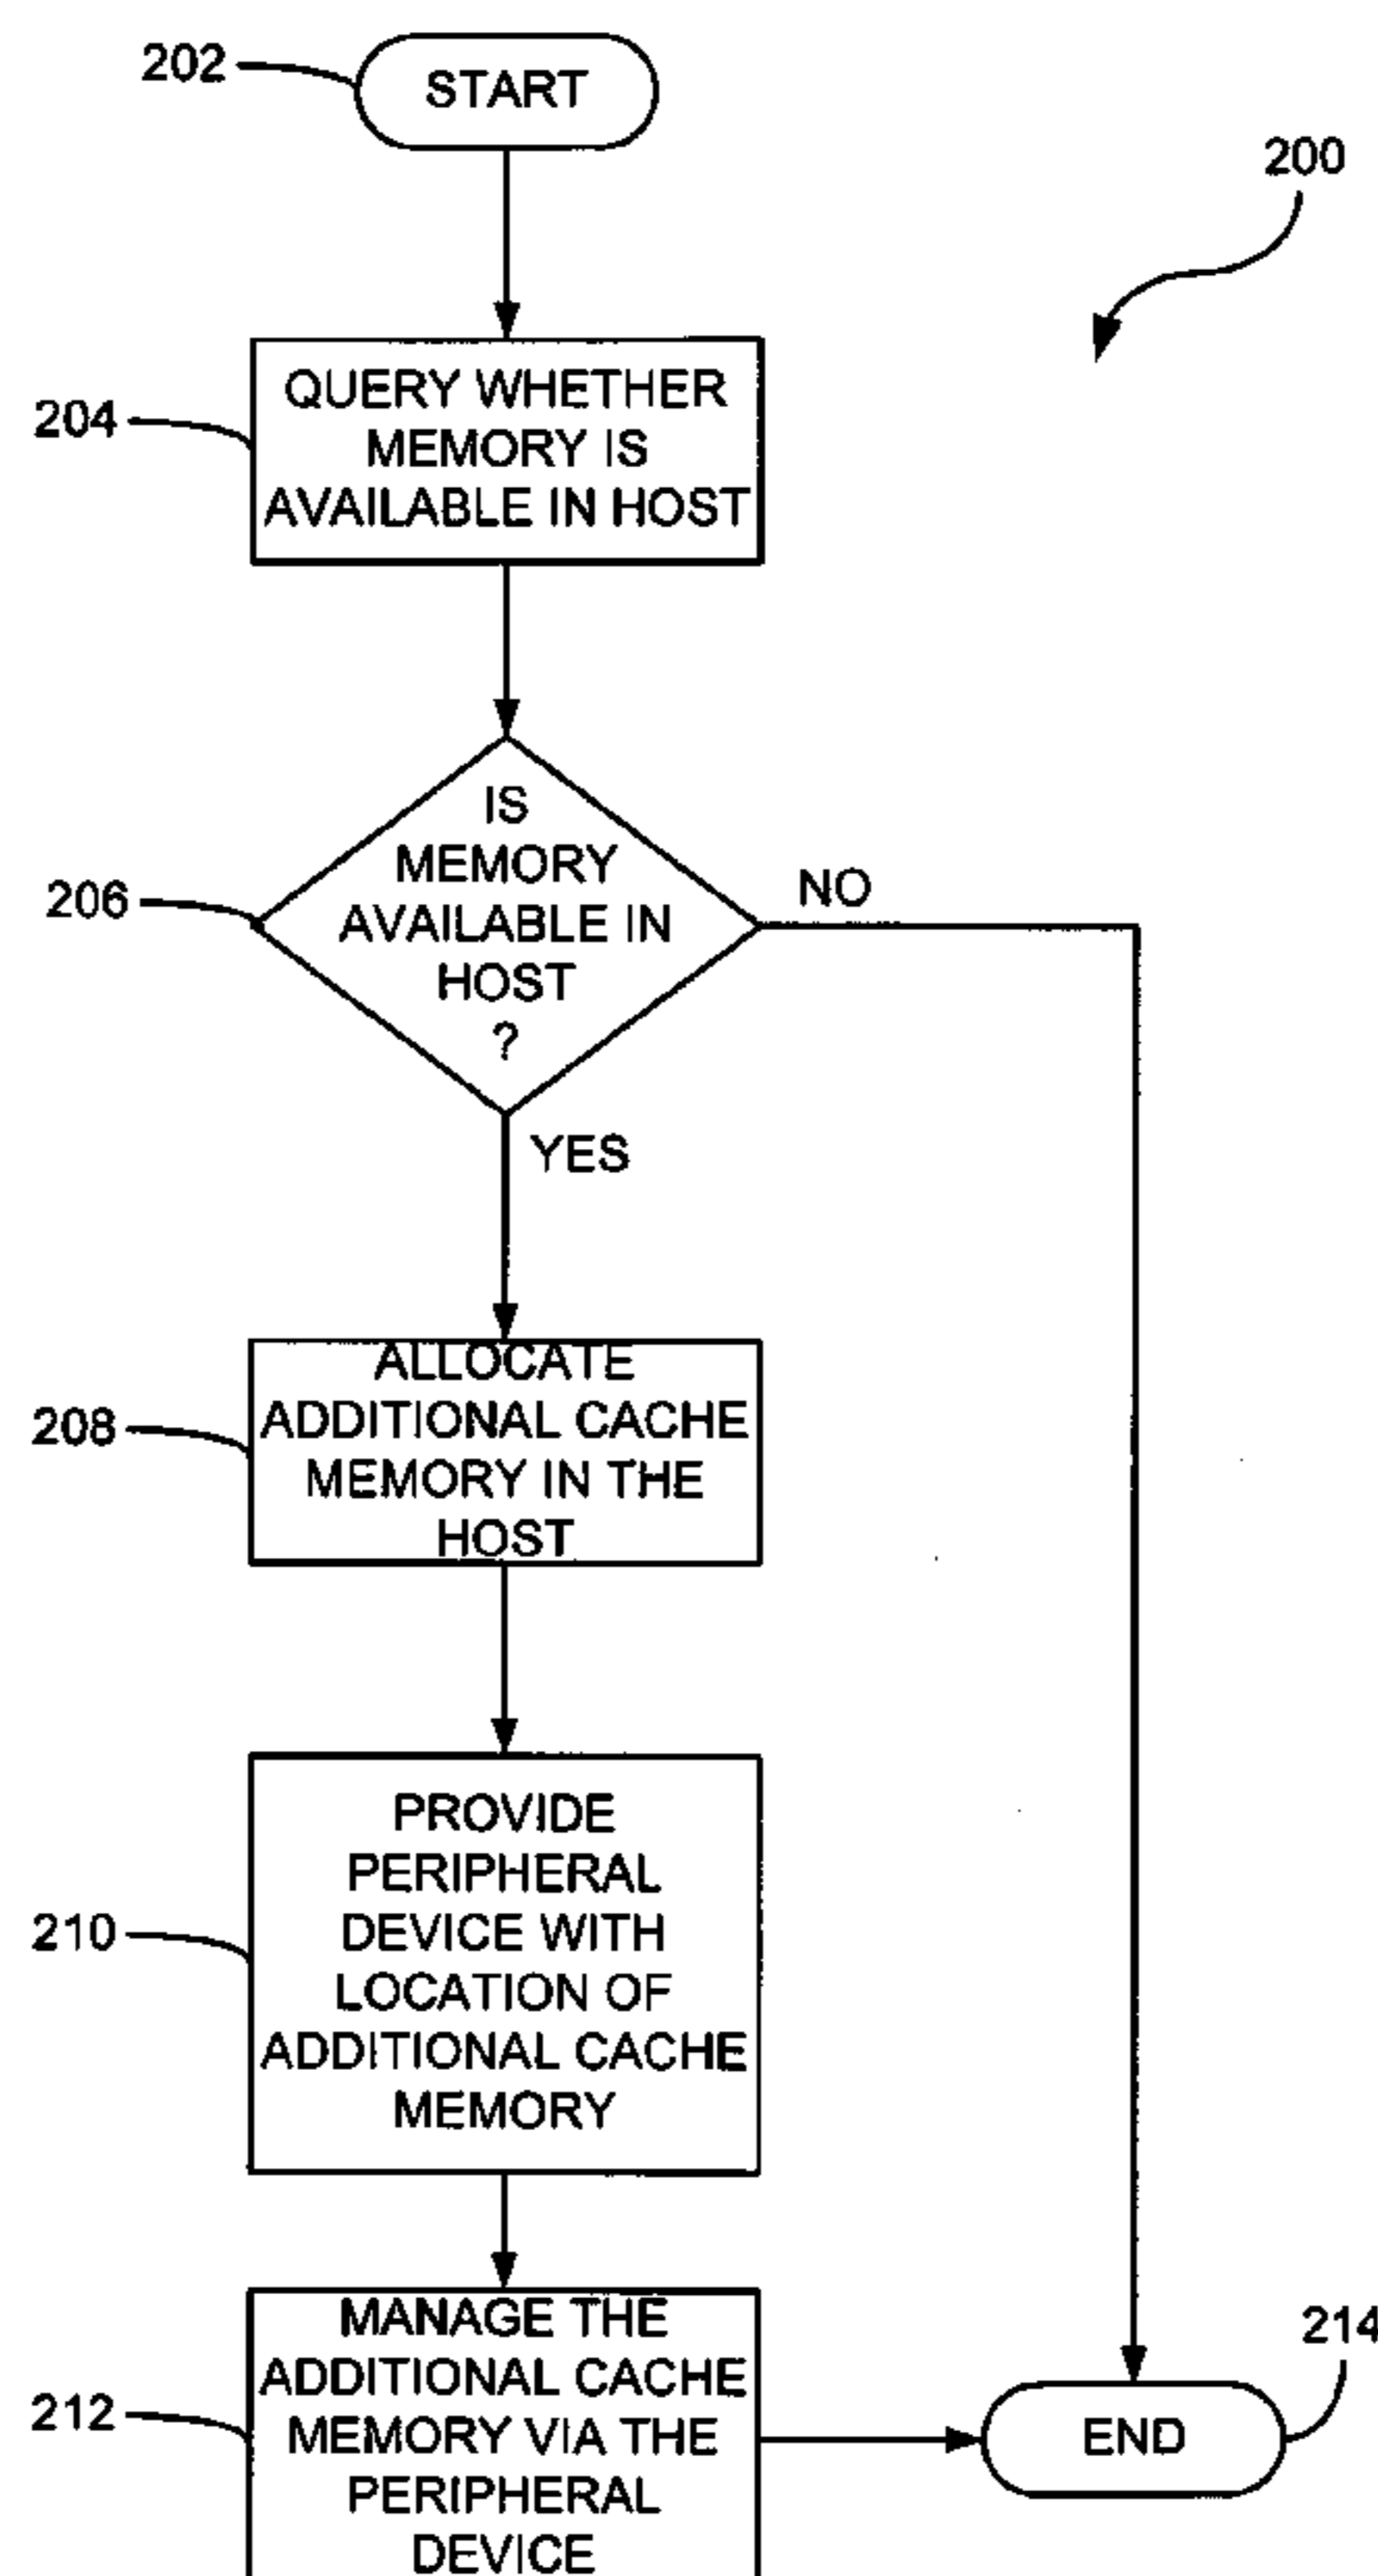 202
START
200
204
QUERY WHETHER
MEMORY IS
AVAILABLE IN HOST
206
IS
MEMORY
AVAILABLE IN
HOST
?
NO
YES
208
ALLOCATE
ADDITIONAL CACHE
MEMORY IN THE
HOST
210
PROVIDE
PERIPHERAL
DEVICE WITH
LOCATION OF
ADDITIONAL CACHE
MEMORY
212
MANAGE THE
ADDITIONAL CACHE
MEMORY VIA THE
PERIPHERAL
DEVICE
214
END